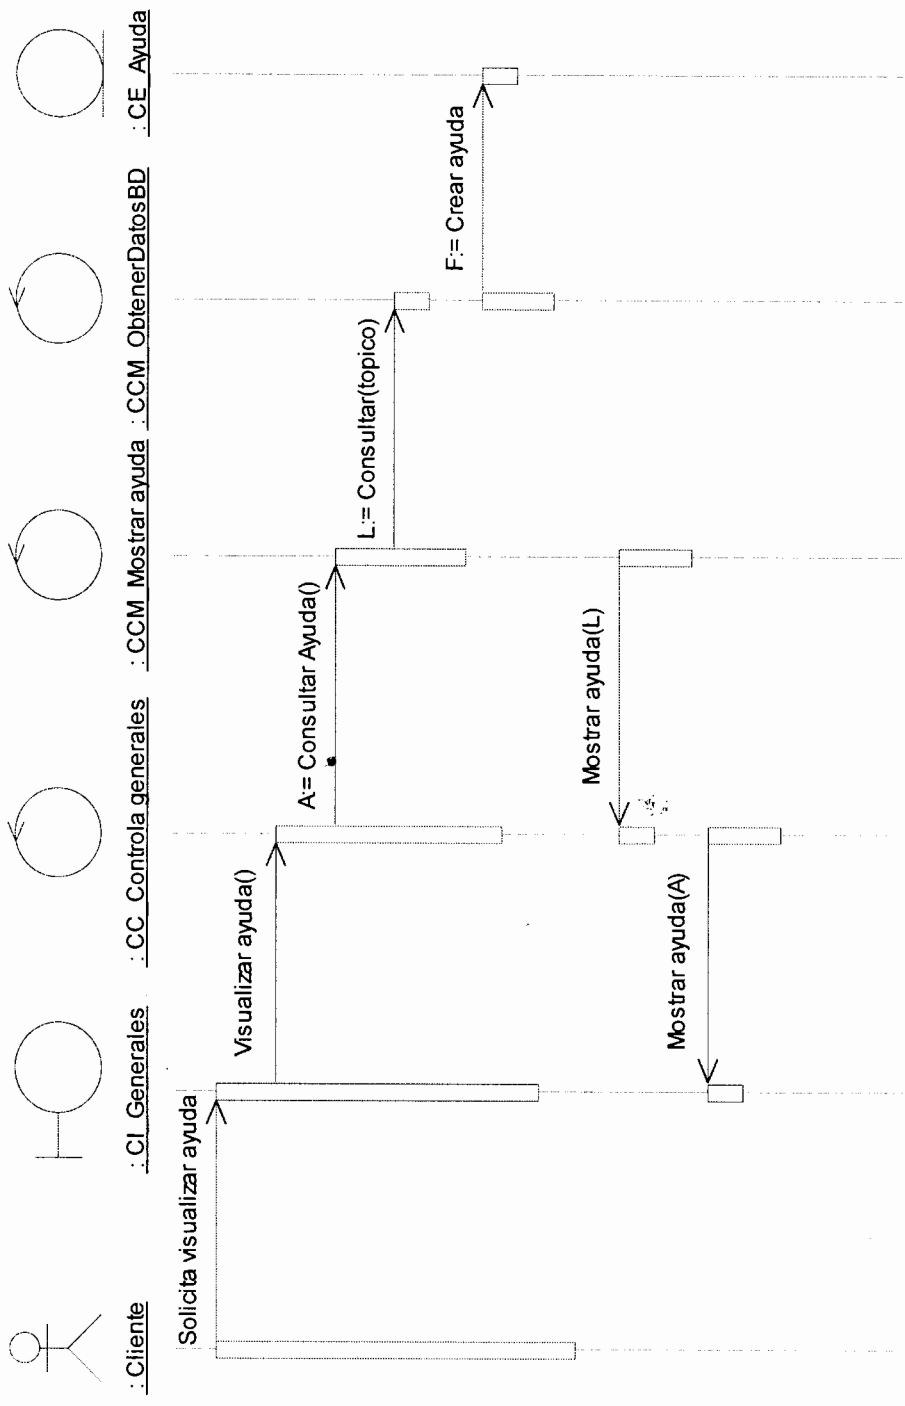 : Cliente
: CI_Generales
: CC_Controla generales
: CCM_Mostrar ayuda
: CCM_ObtenerDatosBD
: CE_Ayuda
Solicita visualizar ayuda
Visualizar ayuda()
A:= Consultar Ayuda()
L:= Consultar(topico)
F:= Crear ayuda
Mostrar ayuda(L)
Mostrar ayuda(A)